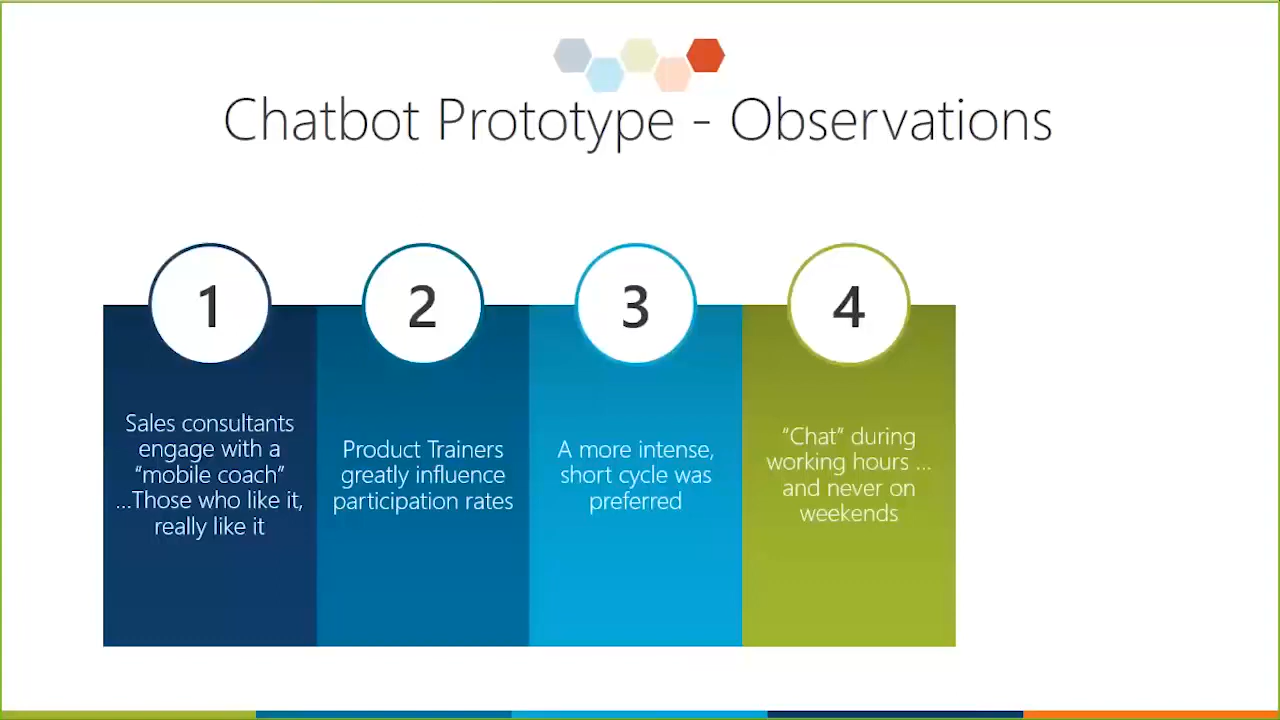 Chatbot Prototype - Observations
1
2
3
4
Sales consultants
engage with a
“mobile coach”
...Those who like it,
really like it
Product Trainers
greatly influence
participation rates
A more intense,
short cycle was
preferred
“Chat” during
working hours ...
and never on
weekends